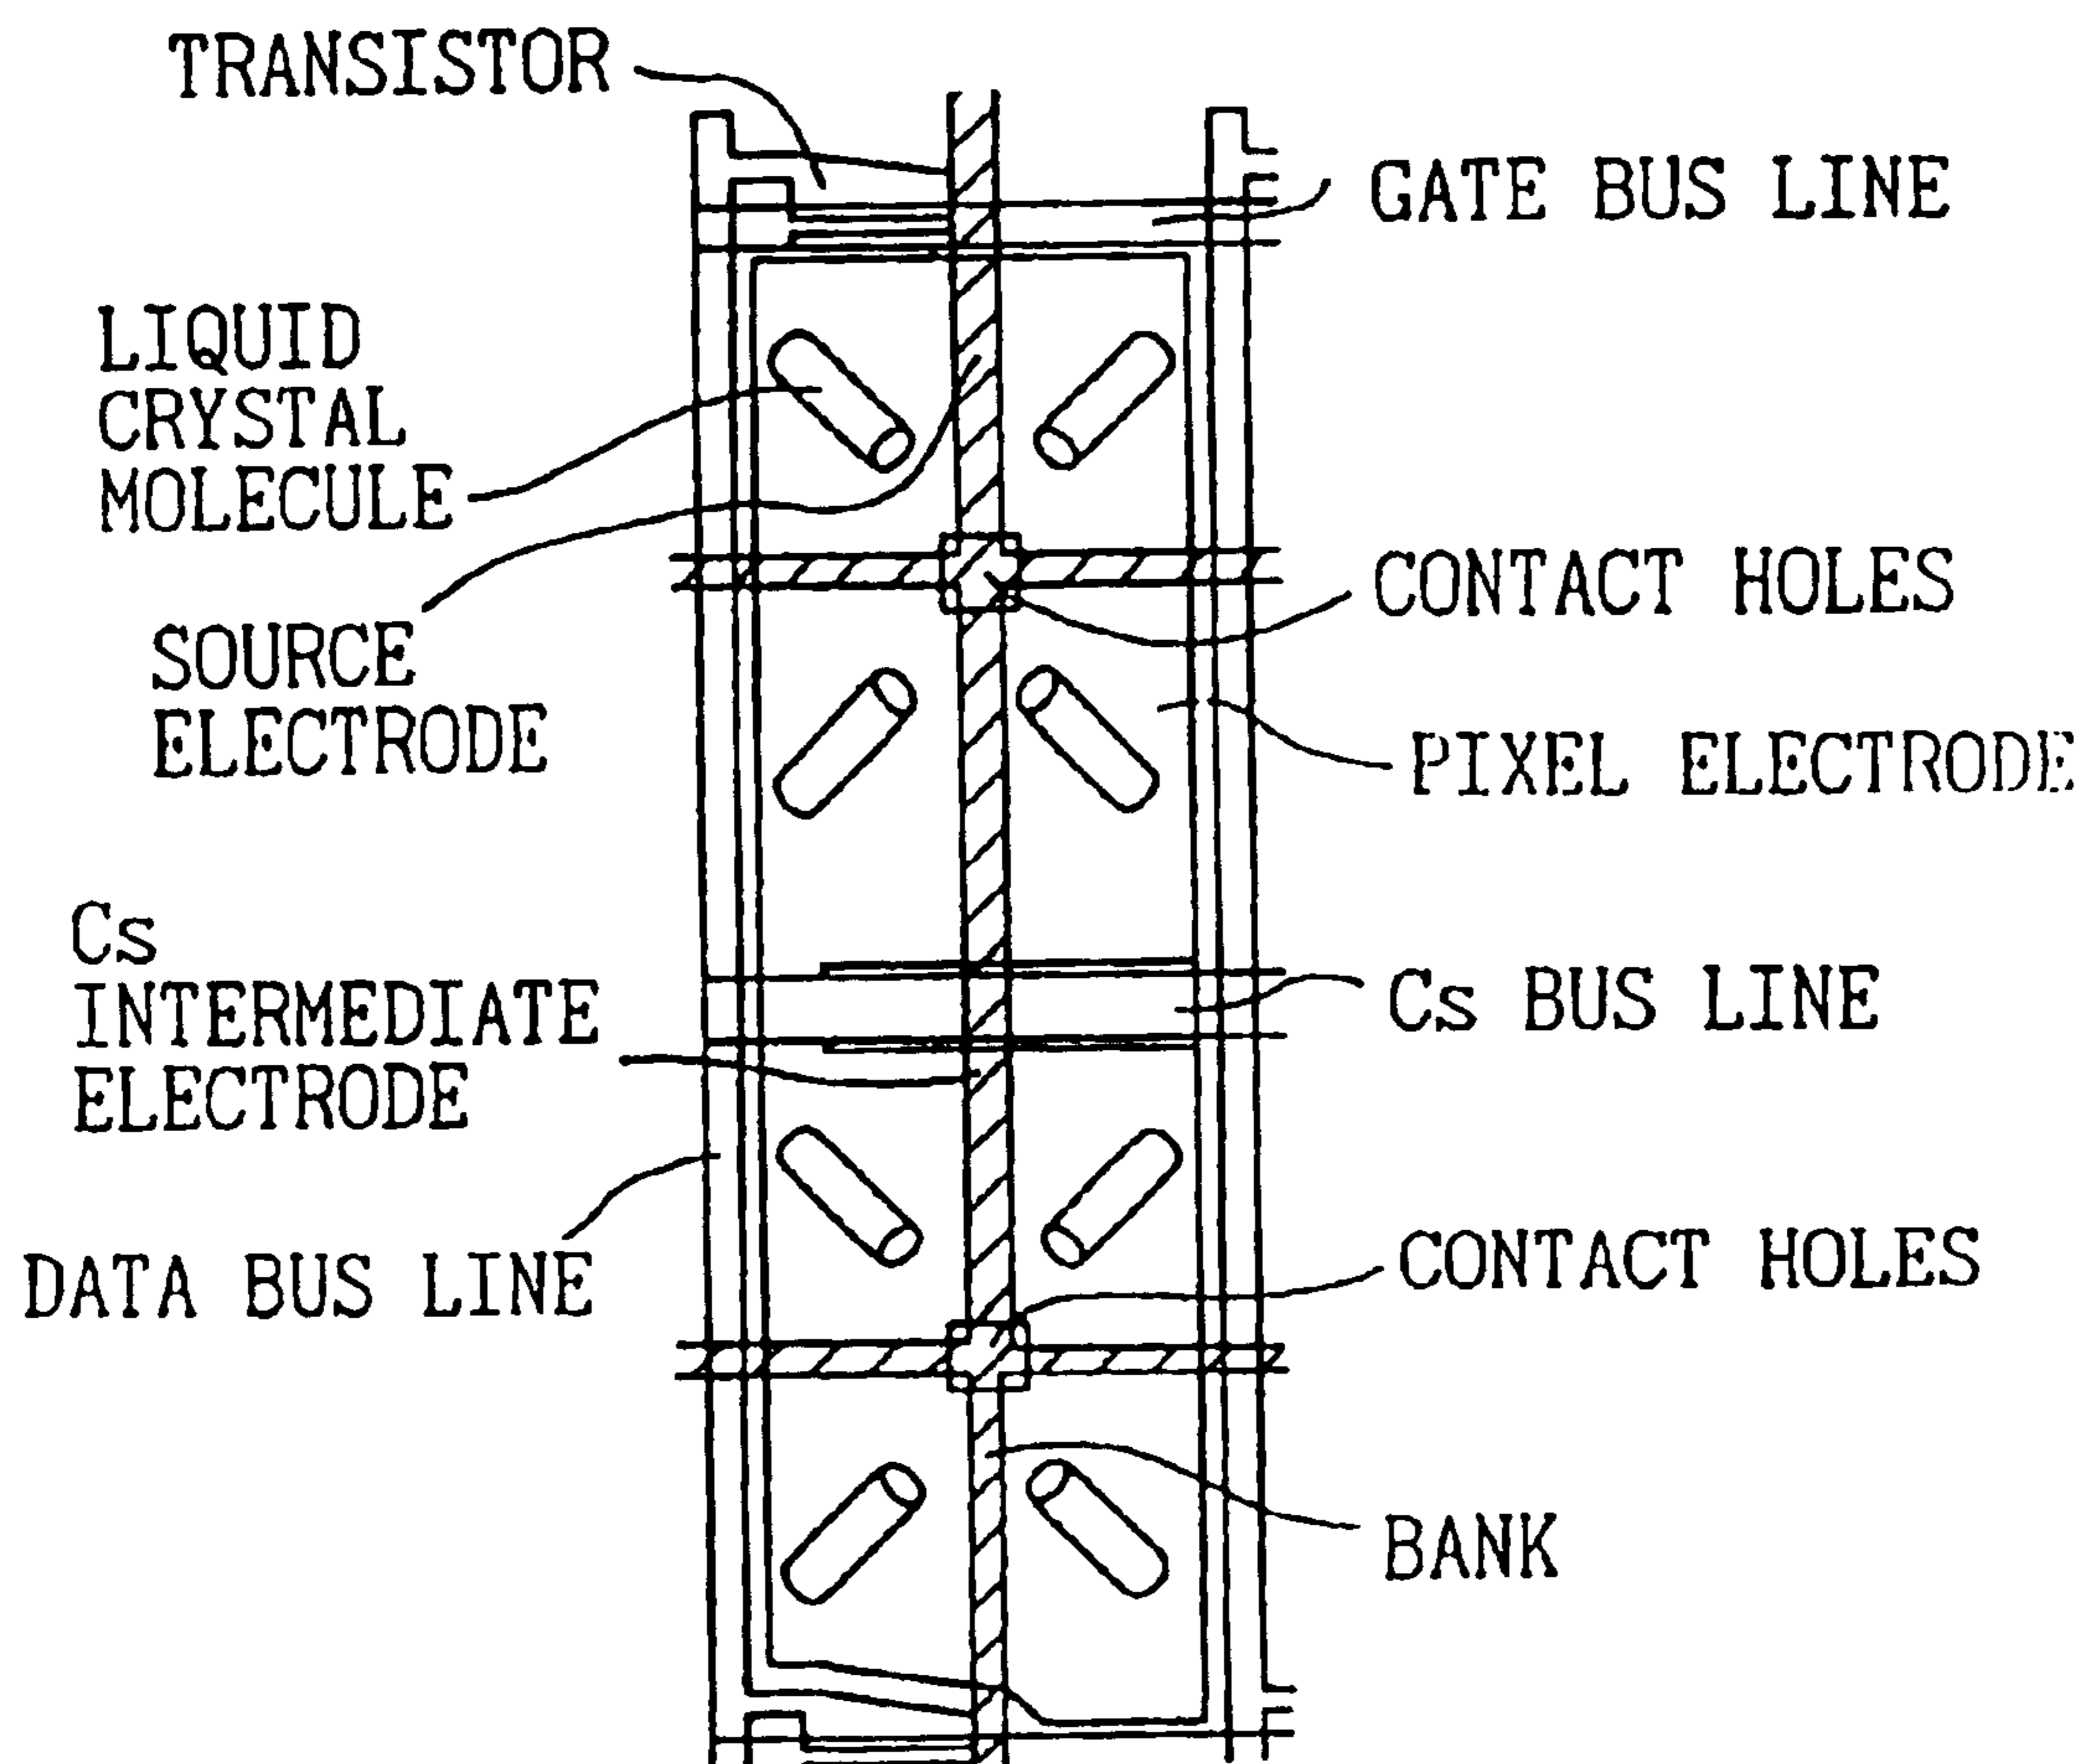 TRANSISTOR
GATE BUS LINE
LIQUID
CRYSTAL
MOLECULE
CONTACT HOLES
SOURCE
ELECTRODE
PIXEL ELECTRODE
Cs
INTERMEDIATE
ELECTRODE
Cs BUS LINE
DATA BUS LINE
CONTACT HOLES
BANK